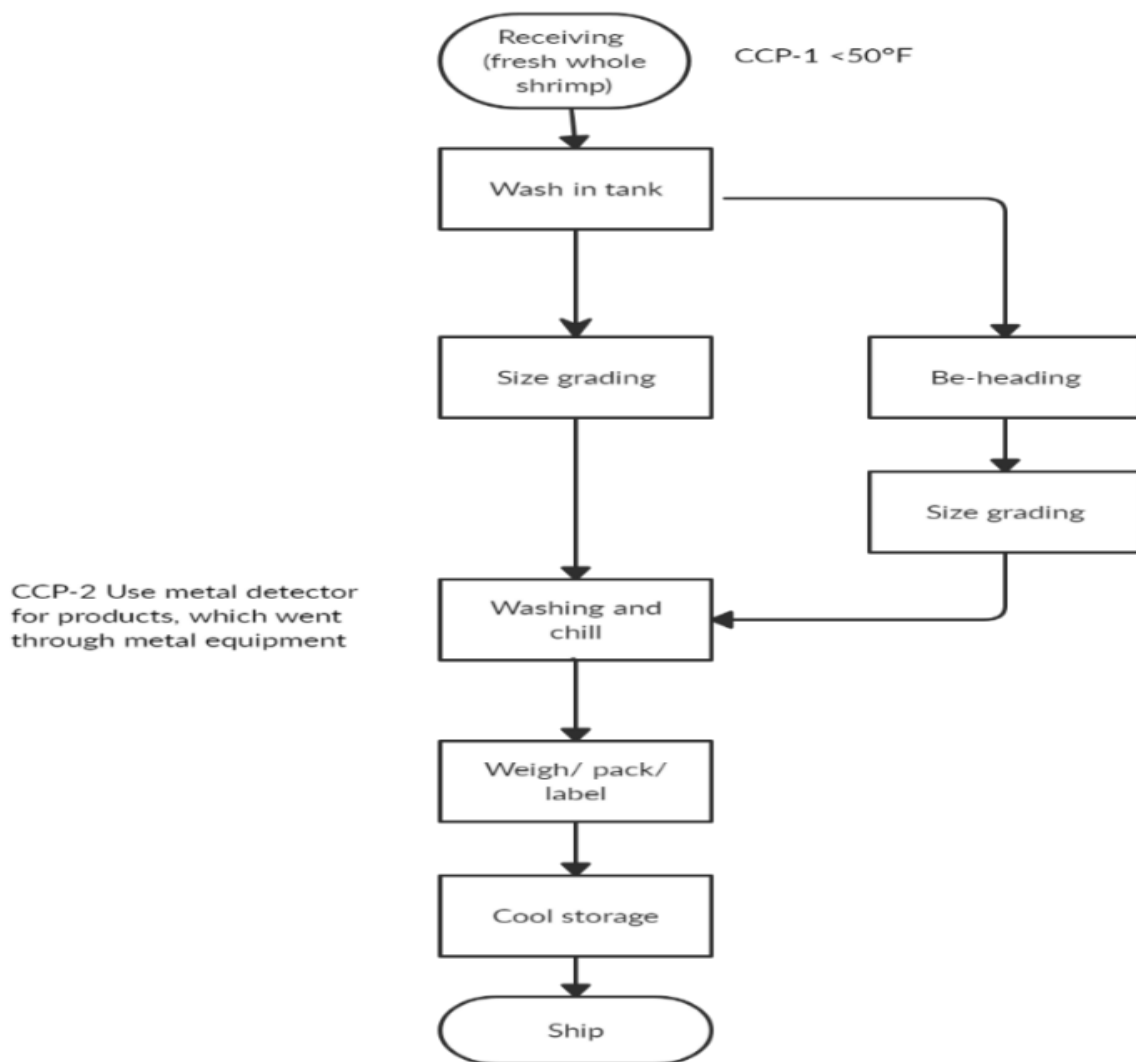 Receiving
(fresh whole
shrimp)
CCP-1 <50°F
Wash in tank
Size grading
Be-heading
Size grading
CCP-2 Use metal detector
for products, which went
through metal equipment
Washing and
chill
Weigh/ pack/
label
Cool storage
Ship